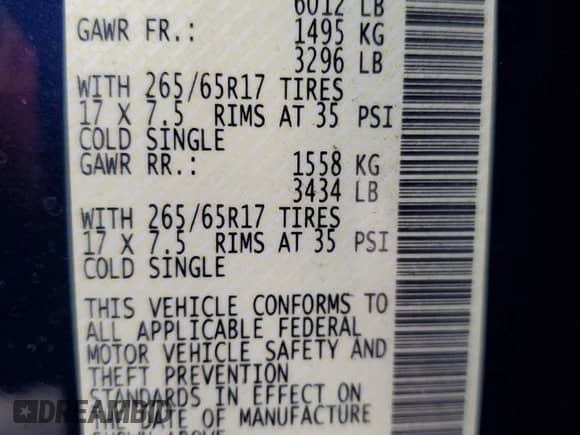 6012 LB
GAWR FR.: 1495 KG
3296 LB
WITH 265/65R17 TIRES
17 X 7.5 RIMS AT 35 PSI
COLD SINGLE
GAWR RR.: 1558 KG
3434 LB
WITH 265/65R17 TIRES
17 X 7.5 RIMS AT 35 PSI
COLD SINGLE
THIS VEHICLE CONFORMS TO
ALL APPLICABLE FEDERAL
MOTOR VEHICLE SAFETY AND
THEFT PREVENTION
STANDARDS IN EFFECT ON
THE DATE OF MANUFACTURE
SHOWN ABOVE
DREAMBID